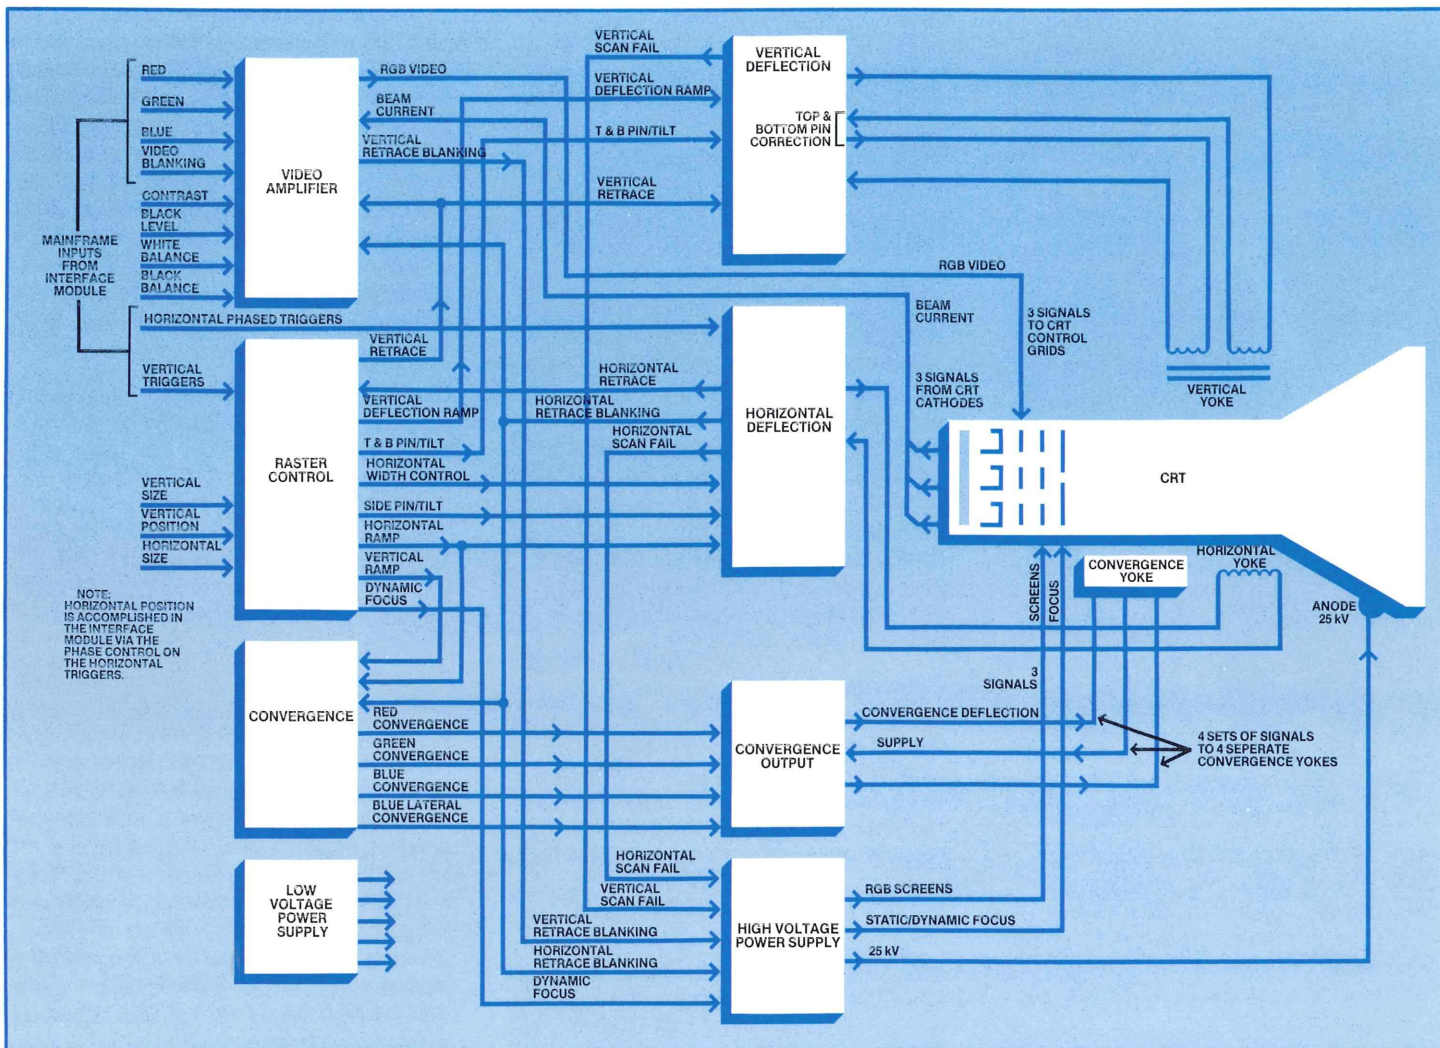 MAINFRAME
INPUTS
FROM
INTERFACE
MODULE
RED
GREEN
BLUE
VIDEO
BLANKING
CONTRAST
BLACK
LEVEL
WHITE
BALANCE
BLACK
BALANCE
HORIZONTAL PHASED TRIGGERS
VERTICAL
TRIGGERS
VERTICAL
SIZE
VERTICAL
POSITION
HORIZONTAL
SIZE
NOTE:
HORIZONTAL POSITION
IS ACCOMPLISHED IN
THE INTERFACE
MODULE VIA THE
PHASE CONTROL ON
THE HORIZONTAL
TRIGGERS.
VIDEO
AMPLIFIER
RGB VIDEO
BEAM
CURRENT
VERTICAL
RETRACE BLANKING
RASTER
CONTROL
VERTICAL
RETRACE
VERTICAL
DEFLECTION RAMP
T & B PIN/TILT
HORIZONTAL
WIDTH CONTROL
SIDE PIN/TILT
HORIZONTAL
RAMP
VERTICAL
RAMP
DYNAMIC
FOCUS
CONVERGENCE
RED
CONVERGENCE
GREEN
CONVERGENCE
BLUE
CONVERGENCE
BLUE LATERAL
CONVERGENCE
LOW
VOLTAGE
POWER
SUPPLY
VERTICAL
SCAN FAIL
VERTICAL
DEFLECTION RAMP
T & B PIN/TILT
VERTICAL
RETRACE
VERTICAL
DEFLECTION
TOP &
BOTTOM PIN
CORRECTION
HORIZONTAL
RETRACE
HORIZONTAL
RETRACE BLANKING
HORIZONTAL
SCAN FAIL
HORIZONTAL
DEFLECTION
CONVERGENCE
OUTPUT
HORIZONTAL
SCAN FAIL
VERTICAL
SCAN FAIL
VERTICAL
RETRACE BLANKING
HORIZONTAL
RETRACE BLANKING
DYNAMIC
FOCUS
HIGH VOLTAGE
POWER SUPPLY
RGB VIDEO
BEAM
CURRENT
3 SIGNALS
TO CRT
CONTROL
GRIDS
3 SIGNALS
FROM CRT
CATHODES
VERTICAL
YOKE
CRT
CONVERGENCE
YOKE
HORIZONTAL
YOKE
ANODE
25 kV
SCREENS
FOCUS
3
SIGNALS
CONVERGENCE DEFLECTION
SUPPLY
4 SETS OF SIGNALS
TO 4 SEPERATE
CONVERGENCE YOKES
RGB SCREENS
STATIC/DYNAMIC FOCUS
25 kV